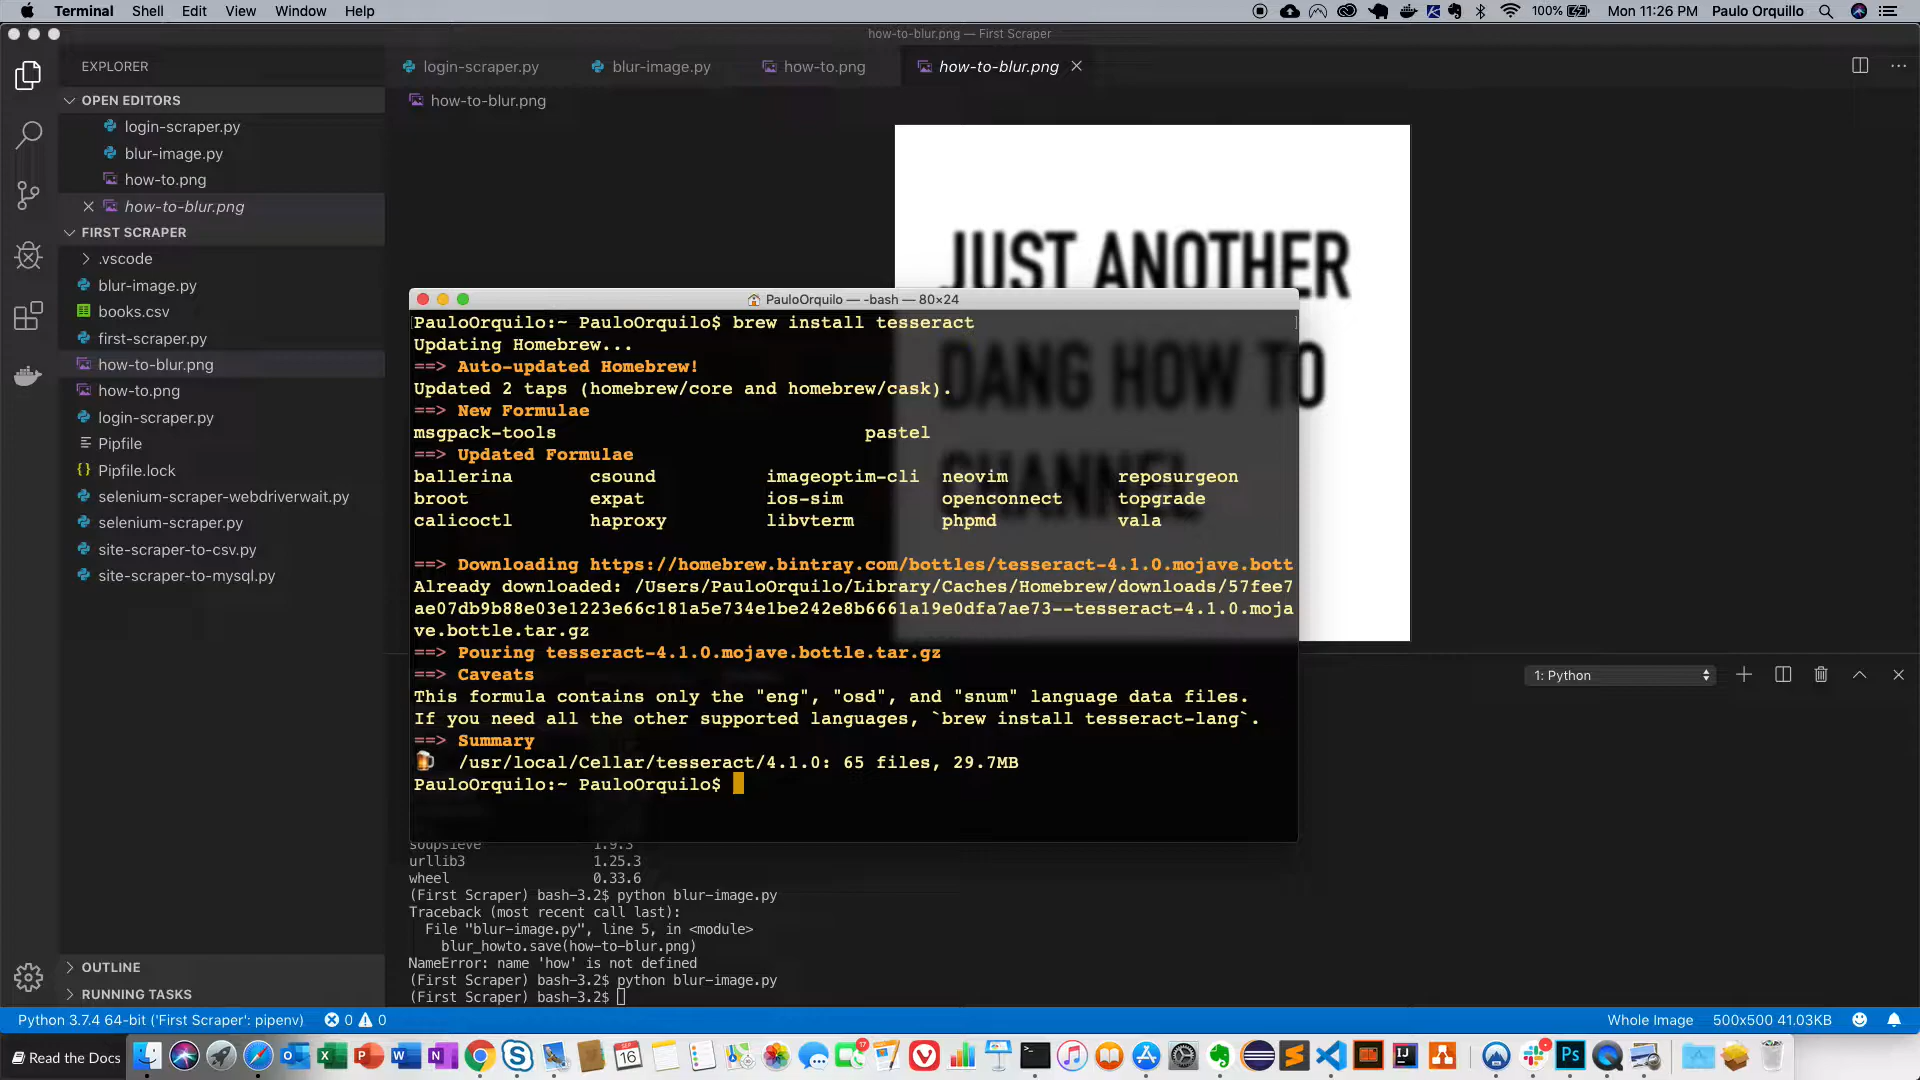 Terminal Shell Edit View Window Help 100% Mon 11:26 PM Paulo Orquillo
how-to-blur.png — First Scraper
EXPLORER
login-scraper.py blur-image.py how-to.png how-to-blur.png
OPEN EDITORS
how-to-blur.png
login-scraper.py
blur-image.py
how-to.png
how-to-blur.png
FIRST SCRAPER
.vscode
blur-image.py
books.csv
first-scraper.py
how-to-blur.png
how-to.png
login-scraper.py
Pipfile
Pipfile.lock
selenium-scraper-webdriverwait.py
selenium-scraper.py
site-scraper-to-csv.py
site-scraper-to-mysql.py
OUTLINE
RUNNING TASKS
JUST ANOTHER
DANG HOW TO
CHANNEL
PauloOrquilo — -bash — 80×24
PauloOrquilo:~ PauloOrquilo$ brew install tesseract
Updating Homebrew...
==> Auto-updated Homebrew!
Updated 2 taps (homebrew/core and homebrew/cask).
==> New Formulae
msgpack-tools pastel
==> Updated Formulae
ballerina csound imageoptim-cli neovim reposurgeon
broot expat ios-sim openconnect topgrade
calicoctl haproxy libvterm phpmd vala
==> Downloading https://homebrew.bintray.com/bottles/tesseract-4.1.0.mojave.bott
Already downloaded: /Users/PauloOrquilo/Library/Caches/Homebrew/downloads/57fee7
ae07db9b88e03e1223e66c181a5e734e1be242e8b6661a19e0dfa7ae73--tesseract-4.1.0.moja
ve.bottle.tar.gz
==> Pouring tesseract-4.1.0.mojave.bottle.tar.gz
==> Caveats
This formula contains only the "eng", "osd", and "snum" language data files.
If you need all the other supported languages, `brew install tesseract-lang`.
==> Summary
/usr/local/Cellar/tesseract/4.1.0: 65 files, 29.7MB
PauloOrquilo:~ PauloOrquilo$
1: Python
soupsieve 1.9.3
urllib3 1.25.3
wheel 0.33.6
(First Scraper) bash-3.2$ python blur-image.py
Traceback (most recent call last):
File "blur-image.py", line 5, in <module>
blur_howto.save(how-to-blur.png)
NameError: name 'how' is not defined
(First Scraper) bash-3.2$ python blur-image.py
(First Scraper) bash-3.2$
Python 3.7.4 64-bit ('First Scraper': pipenv) 0 0 Whole Image 500x500 41.03KB
Read the Docs